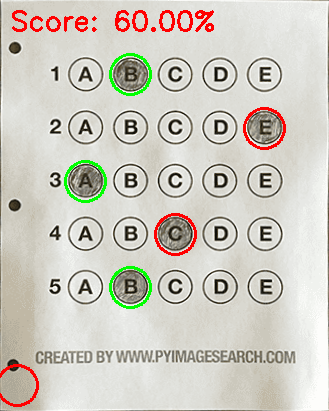 Score: 60.00%
1 A B C D E
2 A B C D E
3 A B C D E
4 A B C D E
5 A B C D E
CREATED BY WWW.PYIMAGESEARCH.COM